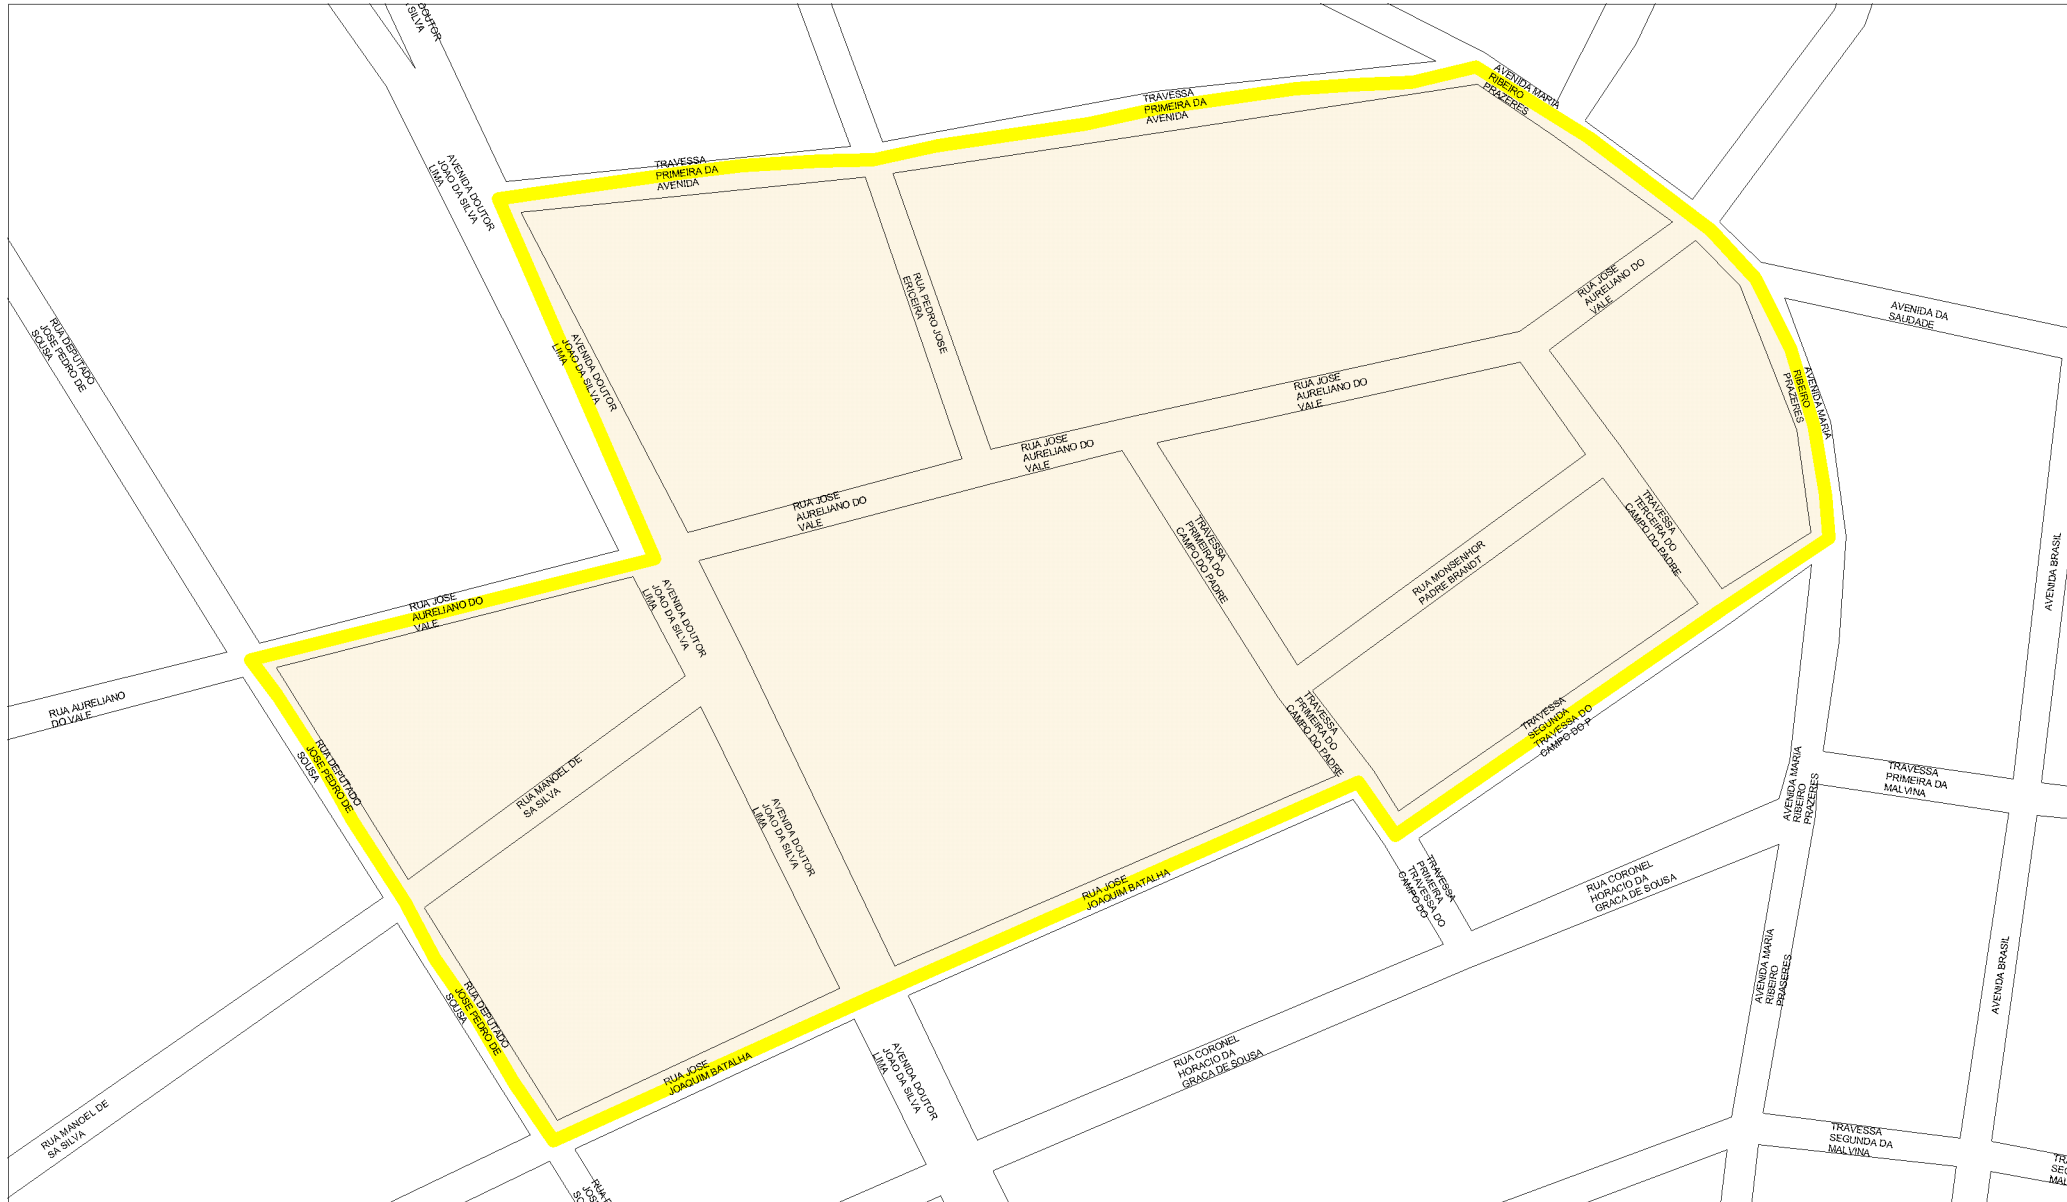 DOUTOR
SILVA
AVENIDA MARIA
RIBEIRO
PRAZERES
TRAVESSA
PRIMEIRA DA
AVENIDA
TRAVESSA
PRIMEIRA DA
AVENIDA
AVENIDA DOUTOR
JOAO DA SILVA
LIMA
RUA PEDRO JOSE
ERICEIRA
RUA JOSE
AURELIANO DO
VALE
AVENIDA DA
SAUDADE
RUA DEPUTADO
JOSE PEDRO DE
SOUSA
AVENIDA DOUTOR
JOAO DA SILVA
LIMA
RUA JOSE
AURELIANO DO
VALE
AVENIDA MARIA
RIBEIRO
PRAZERES
RUA JOSE
AURELIANO DO
VALE
RUA JOSE
AURELIANO DO
VALE
TRAVESSA
PRIMEIRA DO
CAMPO DO PADRE
TRAVESSA
TERCEIRA DO
CAMPO DO PADRE
RUA MONSENHOR
PADRE BRANDT
AVENIDA BRASIL
RUA JOSE
AURELIANO DO
VALE
AVENIDA DOUTOR
JOAO DA SILVA
LIMA
RUA AURELIANO
DO VALE
TRAVESSA
PRIMEIRA DO
CAMPO DO PADRE
TRAVESSA
SEGUNDA
TRAVESSA DO
CAMPO DO P
RUA DEPUTADO
JOSE PEDRO DE
SOUSA
RUA MANOEL DE
SA SILVA
AVENIDA DOUTOR
JOAO DA SILVA
LIMA
AVENIDA MARIA
RIBEIRO
PRAZERES
TRAVESSA
PRIMEIRA DA
MALVINA
RUA JOSE
JOAQUIM BATALHA
TRAVESSA
PRIMEIRA
TRAVESSA DO
CAMPO DO
RUA CORONEL
HORACIO DA
GRACA DE SOUSA
AVENIDA MARIA
RIBEIRO
PRASERES
AVENIDA BRASIL
RUA DEPUTADO
JOSE PEDRO DE
SOUSA
RUA JOSE
JOAQUIM BATALHA
AVENIDA DOUTOR
JOAO DA SILVA
LIMA
RUA CORONEL
HORACIO DA
GRACA DE SOUSA
RUA MANOEL DE
SA SILVA
TRAVESSA
SEGUNDA DA
MALVINA